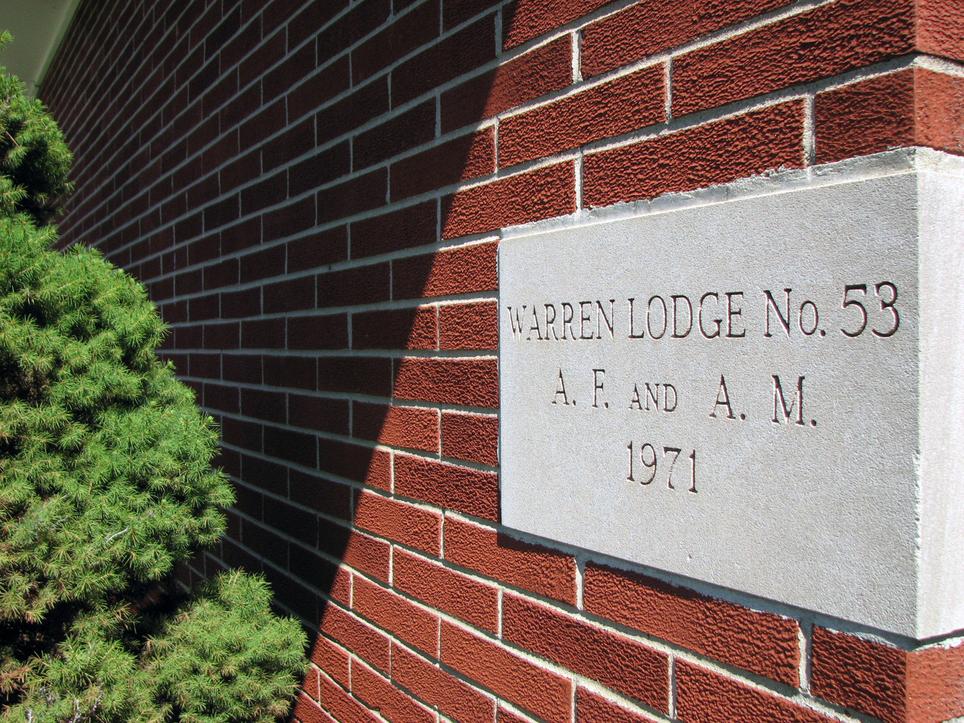 WARREN LODGE No. 53
A. F. AND A. M.
1971